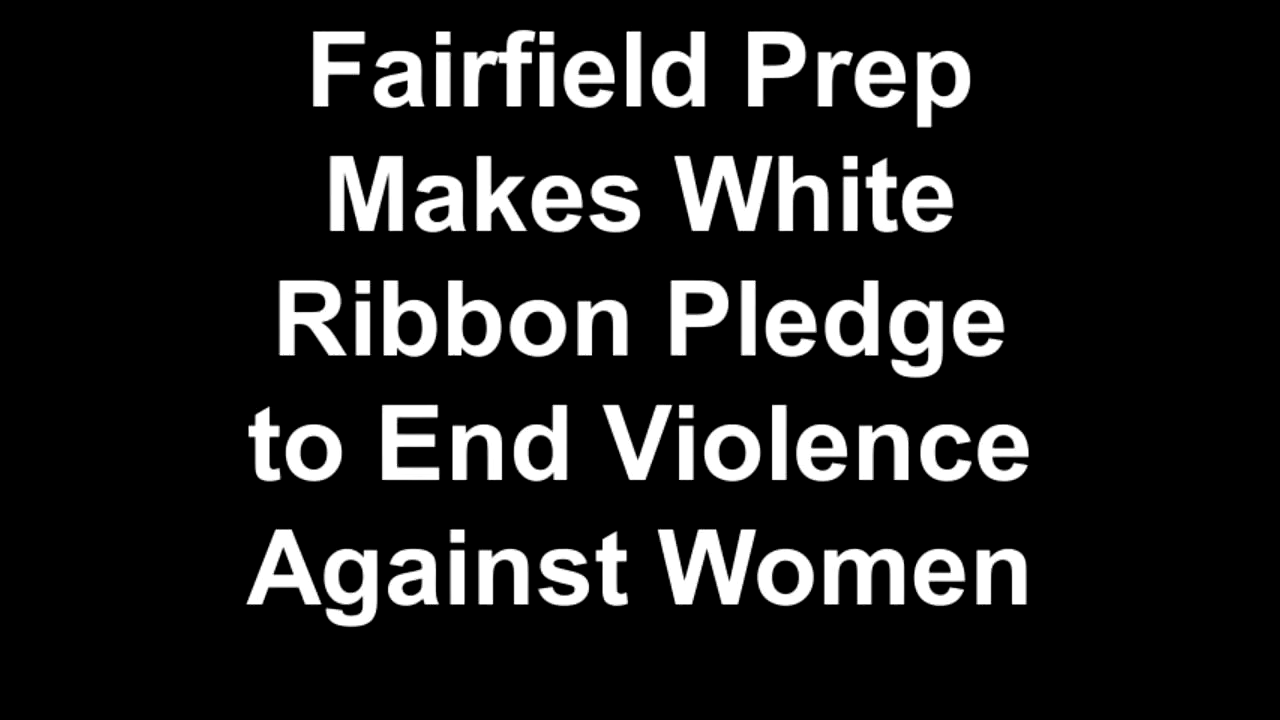 Fairfield Prep
Makes White
Ribbon Pledge
to End Violence
Against Women